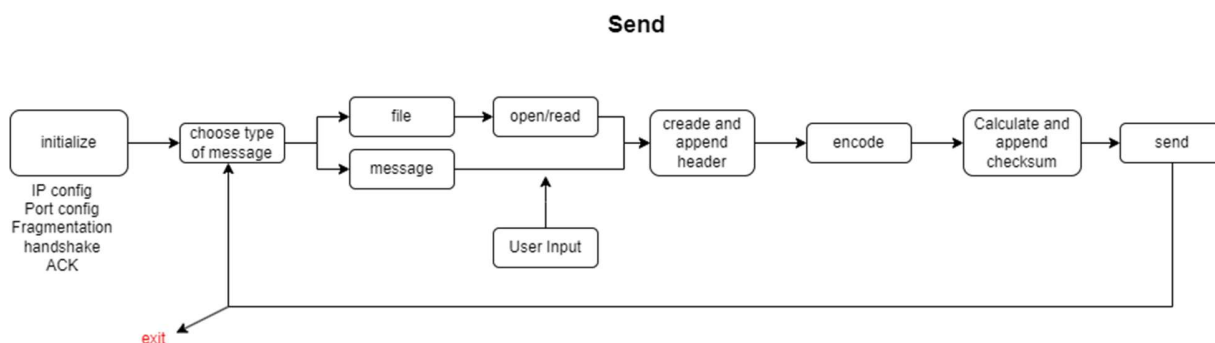 Send
initialize
IP config
Port config
Fragmentation
handshake
ACK
choose type
of message
file
open/read
message
User Input
creade and
append
header
encode
Calculate and
append
checksum
send
exit